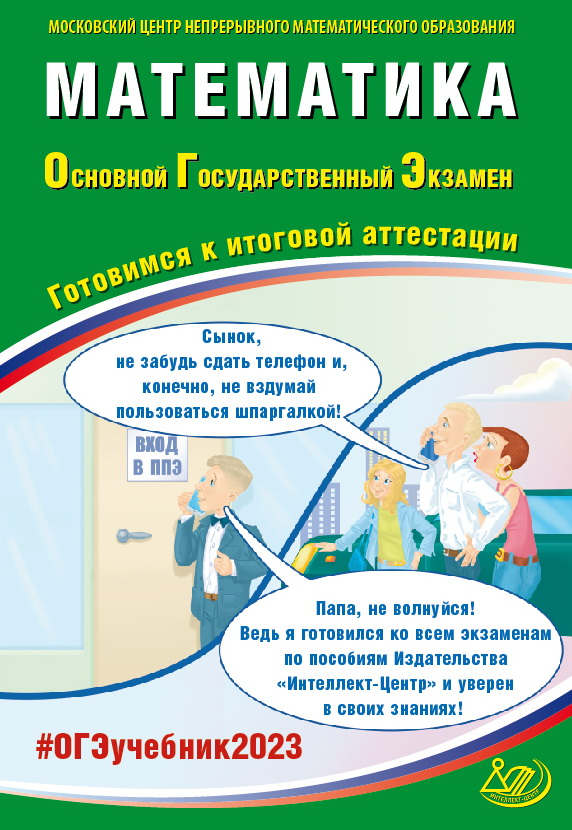 МОСКОВСКИЙ ЦЕНТР НЕПРЕРЫВНОГО МАТЕМАТИЧЕСКОГО ОБРАЗОВАНИЯ
МАТЕМАТИКА
ОСНОВНОЙ ГОСУДАРСТВЕННЫЙ ЭКЗАМЕН
Готовимся к итоговой аттестации
Сынок,
не забудь сдать телефон и,
конечно, не вздумай
пользоваться шпаргалкой!
ВХОД
В ППЭ
Папа, не волнуйся!
Ведь я готовился ко всем экзаменам
по пособиям Издательства
«Интеллект-Центр» и уверен
в своих знаниях!
#ОГЭучебник2023
ИНТЕЛЛЕКТ-ЦЕНТР